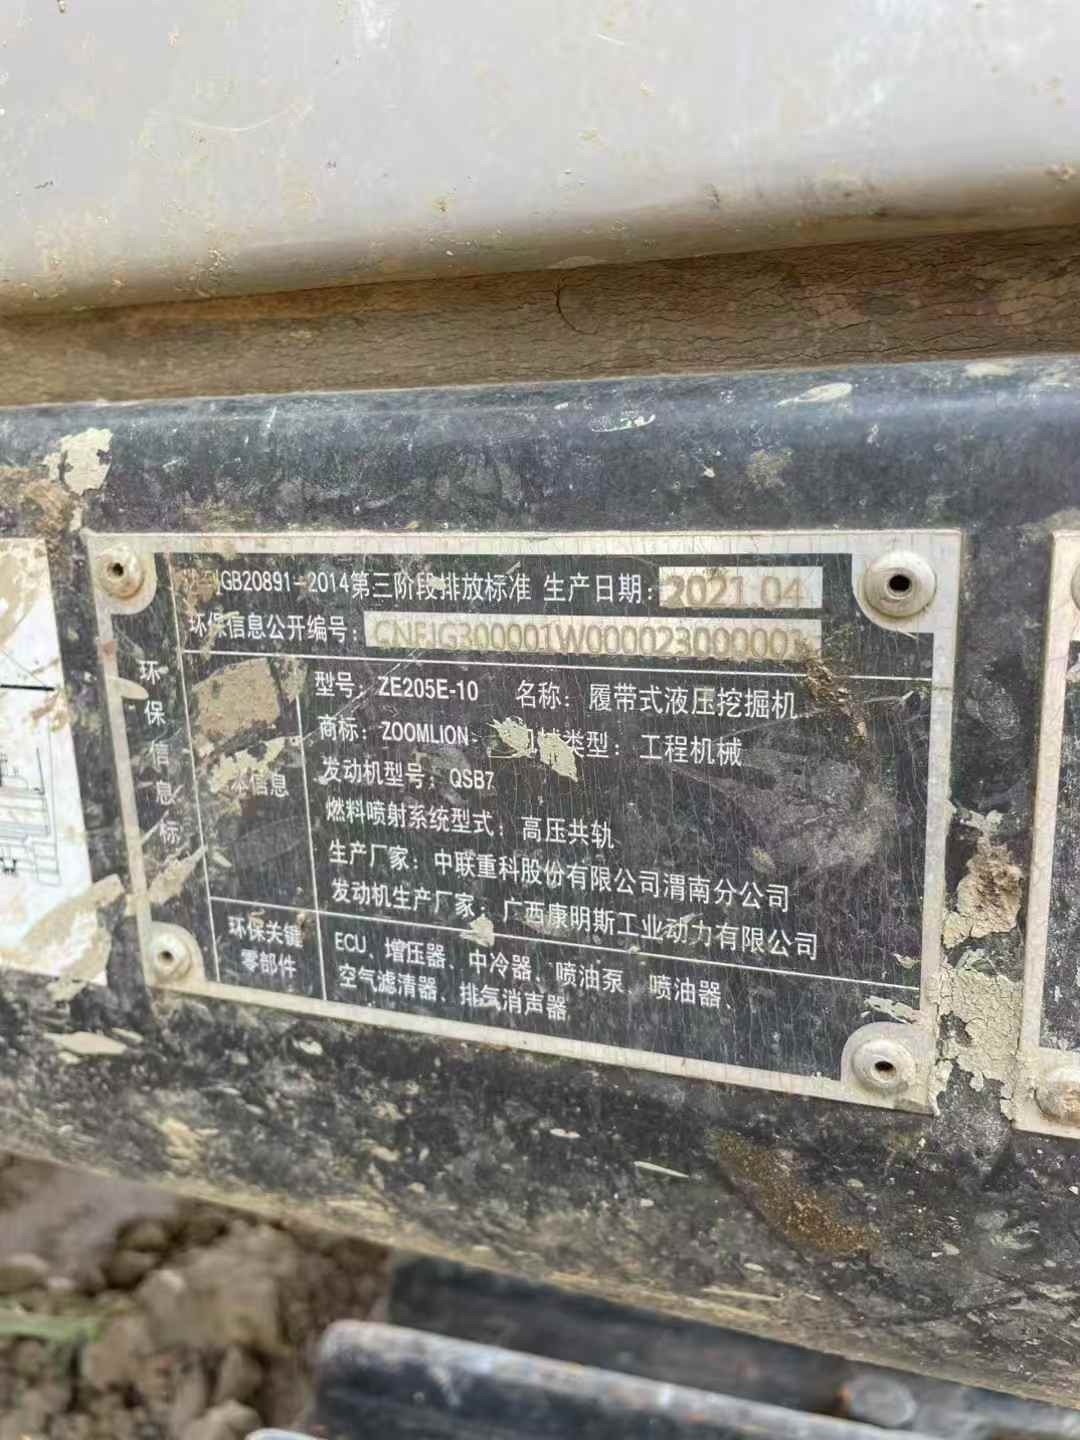 GB20891-2014第三阶段排放标准 生产日期:2021.04
环保信息公开编号:
环保信息标
型号: ZE205E-10 名称: 履带式液压挖掘机
商标: ZOOMLION 类型: 工程机械
本信息
发动机型号: QSB7
燃料喷射系统型式: 高压共轨
生产厂家: 中联重科股份有限公司渭南分公司
发动机生产厂家: 广西康明斯工业动力有限公司
环保关键
零部件
ECU、增压器、中冷器、喷油泵、喷油器、
空气滤清器、排气消声器